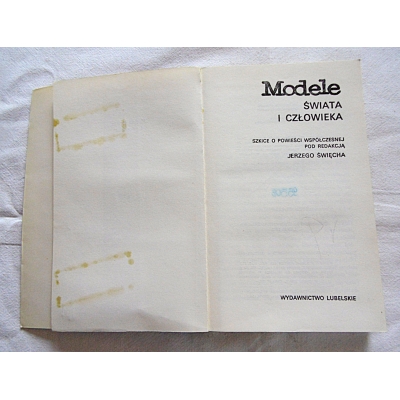 Modele
ŚWIATA
I CZŁOWIEKA
SZKICE O POWIEŚCI WSPÓŁCZESNEJ
POD REDAKCJĄ
JERZEGO ŚWIĘCHA
WYDAWNICTWO LUBELSKIE